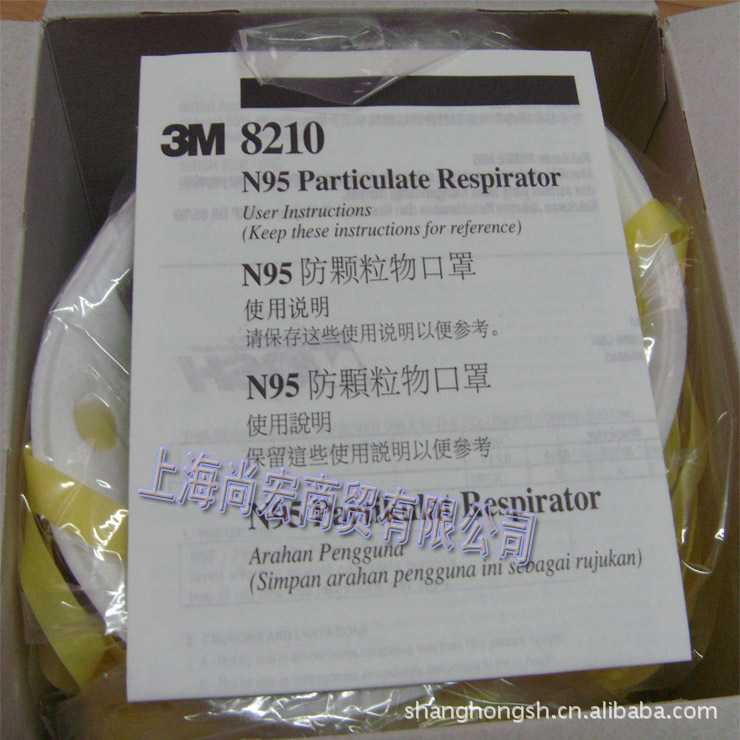 3M 8210
N95 Particulate Respirator
User Instructions
(Keep these instructions for reference)
N95 防颗粒物口罩
使用说明
请保存这些使用说明以便参考。
N95 防顆粒物口罩
使用說明
保留這些使用說明以便參考
上海尚宏商贸有限公司
N95 Particulate Respirator
Arahan Pengguna
(Simpan arahan pengguna ini sebagai rujukan)
shanghongsh.cn.alibaba.com